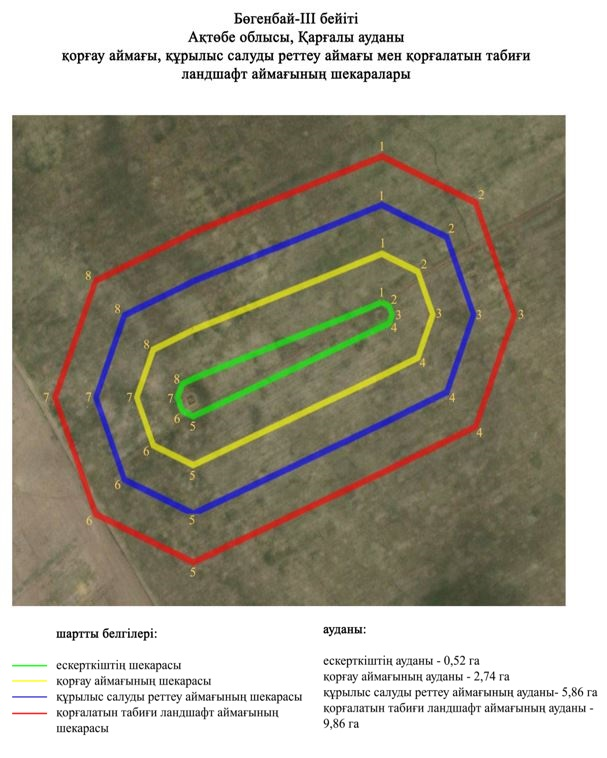 Бөгенбай-III бейіті
Ақтөбе облысы, Қарғалы ауданы
қорғау аймағы, құрылыс салуды реттеу аймағы мен қорғалатын табиғи
ландшафт аймағының шекаралары
1
2
3
4
5
6
7
8
1
2
3
4
5
6
7
8
1
2
3
4
5
6
7
8
1
2
3
4
5
6
7
8
шартты белгілері:
ескерткіштің шекарасы
қорғау аймағының шекарасы
құрылыс салуды реттеу аймағының шекарасы
қорғалатын табиғи ландшафт аймағының
шекарасы
ауданы:
ескерткіштің ауданы - 0,52 га
қорғау аймағының ауданы - 2,74 га
құрылыс салуды реттеу аймағының ауданы- 5,86 га
қорғалатын табиғи ландшафт аймағының ауданы -
9,86 га